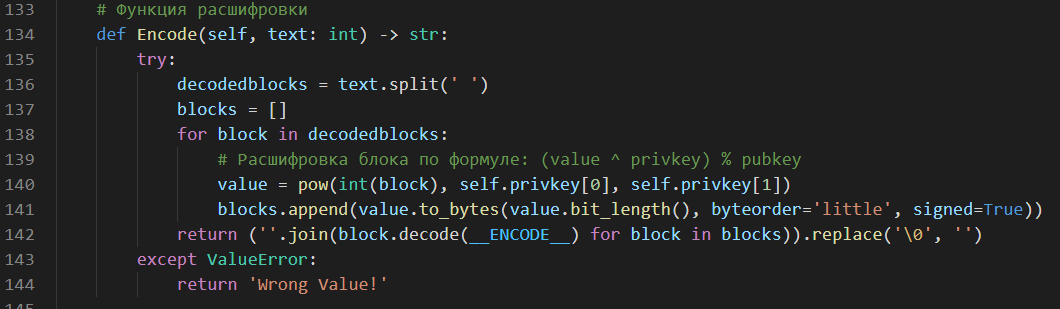 133 # Функция расшифровки
134 def Encode(self, text: int) -> str:
135 try:
136 decodedblocks = text.split(' ')
137 blocks = []
138 for block in decodedblocks:
139 # Расшифровка блока по формуле: (value ^ privkey) % pubkey
140 value = pow(int(block), self.privkey[0], self.privkey[1])
141 blocks.append(value.to_bytes(value.bit_length(), byteorder='little', signed=True))
142 return (''.join(block.decode(__ENCODE__) for block in blocks)).replace('\0', '')
143 except ValueError:
144 return 'Wrong Value!'